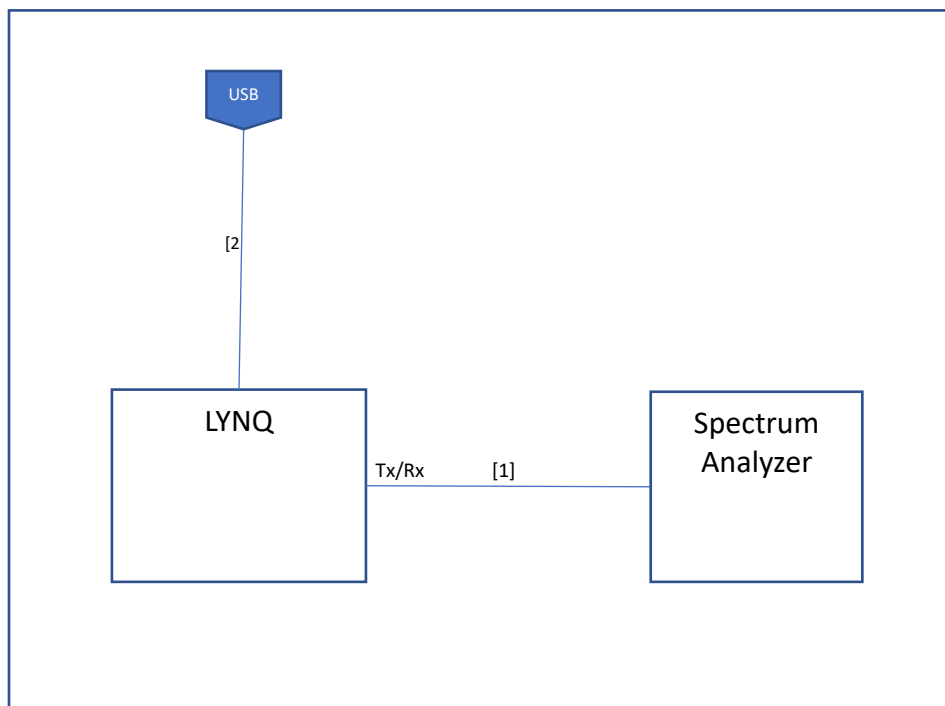 USB
[2
LYNQ
Tx/Rx
[1]
Spectrum
Analyzer